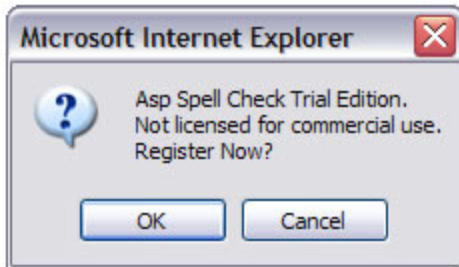 Microsoft Internet Explorer
Asp Spell Check Trial Edition.
Not licensed for commercial use.
Register Now?
OK Cancel